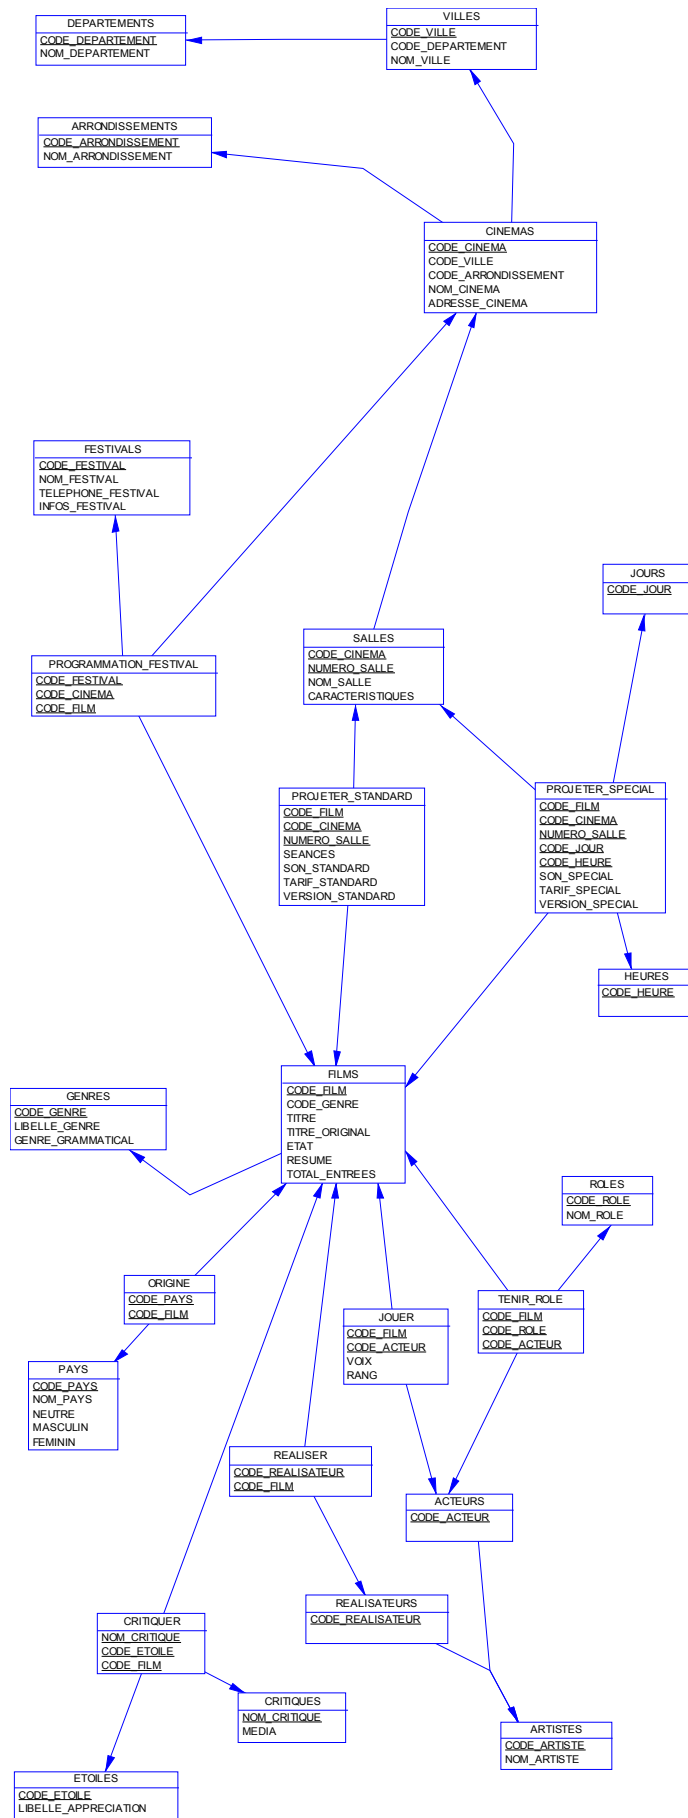 DEPARTEMENTS
CODE_DEPARTEMENT
NOM_DEPARTEMENT
VILLES
CODE_VILLE
CODE_DEPARTEMENT
NOM_VILLE
ARRONDISSEMENTS
CODE_ARRONDISSEMENT
NOM_ARRONDISSEMENT
CINEMAS
CODE_CINEMA
CODE_VILLE
CODE_ARRONDISSEMENT
NOM_CINEMA
ADRESSE_CINEMA
FESTIVALS
CODE_FESTIVAL
NOM_FESTIVAL
TELEPHONE_FESTIVAL
INFOS_FESTIVAL
JOURS
CODE_JOUR
SALLES
CODE_CINEMA
NUMERO_SALLE
NOM_SALLE
CARACTERISTIQUES
PROGRAMMATION_FESTIVAL
CODE_FESTIVAL
CODE_CINEMA
CODE_FILM
PROJETER_STANDARD
CODE_FILM
CODE_CINEMA
NUMERO_SALLE
SEANCES
SON_STANDARD
TARIF_STANDARD
VERSION_STANDARD
PROJETER_SPECIAL
CODE_FILM
CODE_CINEMA
NUMERO_SALLE
CODE_JOUR
CODE_HEURE
SON_SPECIAL
TARIF_SPECIAL
VERSION_SPECIAL
HEURES
CODE_HEURE
FILMS
CODE_FILM
CODE_GENRE
TITRE
TITRE_ORIGINAL
ETAT
RESUME
TOTAL_ENTREES
GENRES
CODE_GENRE
LIBELLE_GENRE
GENRE_GRAMMATICAL
ROLES
CODE_ROLE
NOM_ROLE
ORIGINE
CODE_PAYS
CODE_FILM
TENIR_ROLE
CODE_FILM
CODE_ROLE
CODE_ACTEUR
JOUER
CODE_FILM
CODE_ACTEUR
VOIX
RANG
PAYS
CODE_PAYS
NOM_PAYS
NEUTRE
MASCULIN
FEMININ
REALISER
CODE_REALISATEUR
CODE_FILM
ACTEURS
CODE_ACTEUR
REALISATEURS
CODE_REALISATEUR
CRITIQUER
NOM_CRITIQUE
CODE_ETOILE
CODE_FILM
CRITIQUES
NOM_CRITIQUE
MEDIA
ARTISTES
CODE_ARTISTE
NOM_ARTISTE
ETOILES
CODE_ETOILE
LIBELLE_APPRECIATION